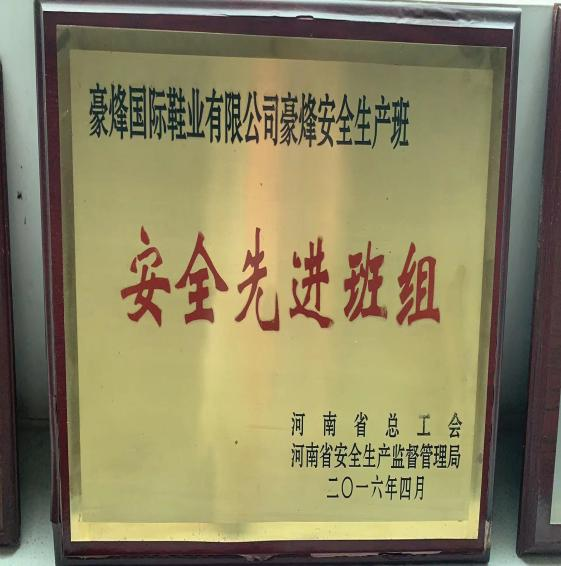 豪烽国际鞋业有限公司豪烽安全生产班
安全先进班组
河南省总工会
河南省安全生产监督管理局
二〇一六年四月